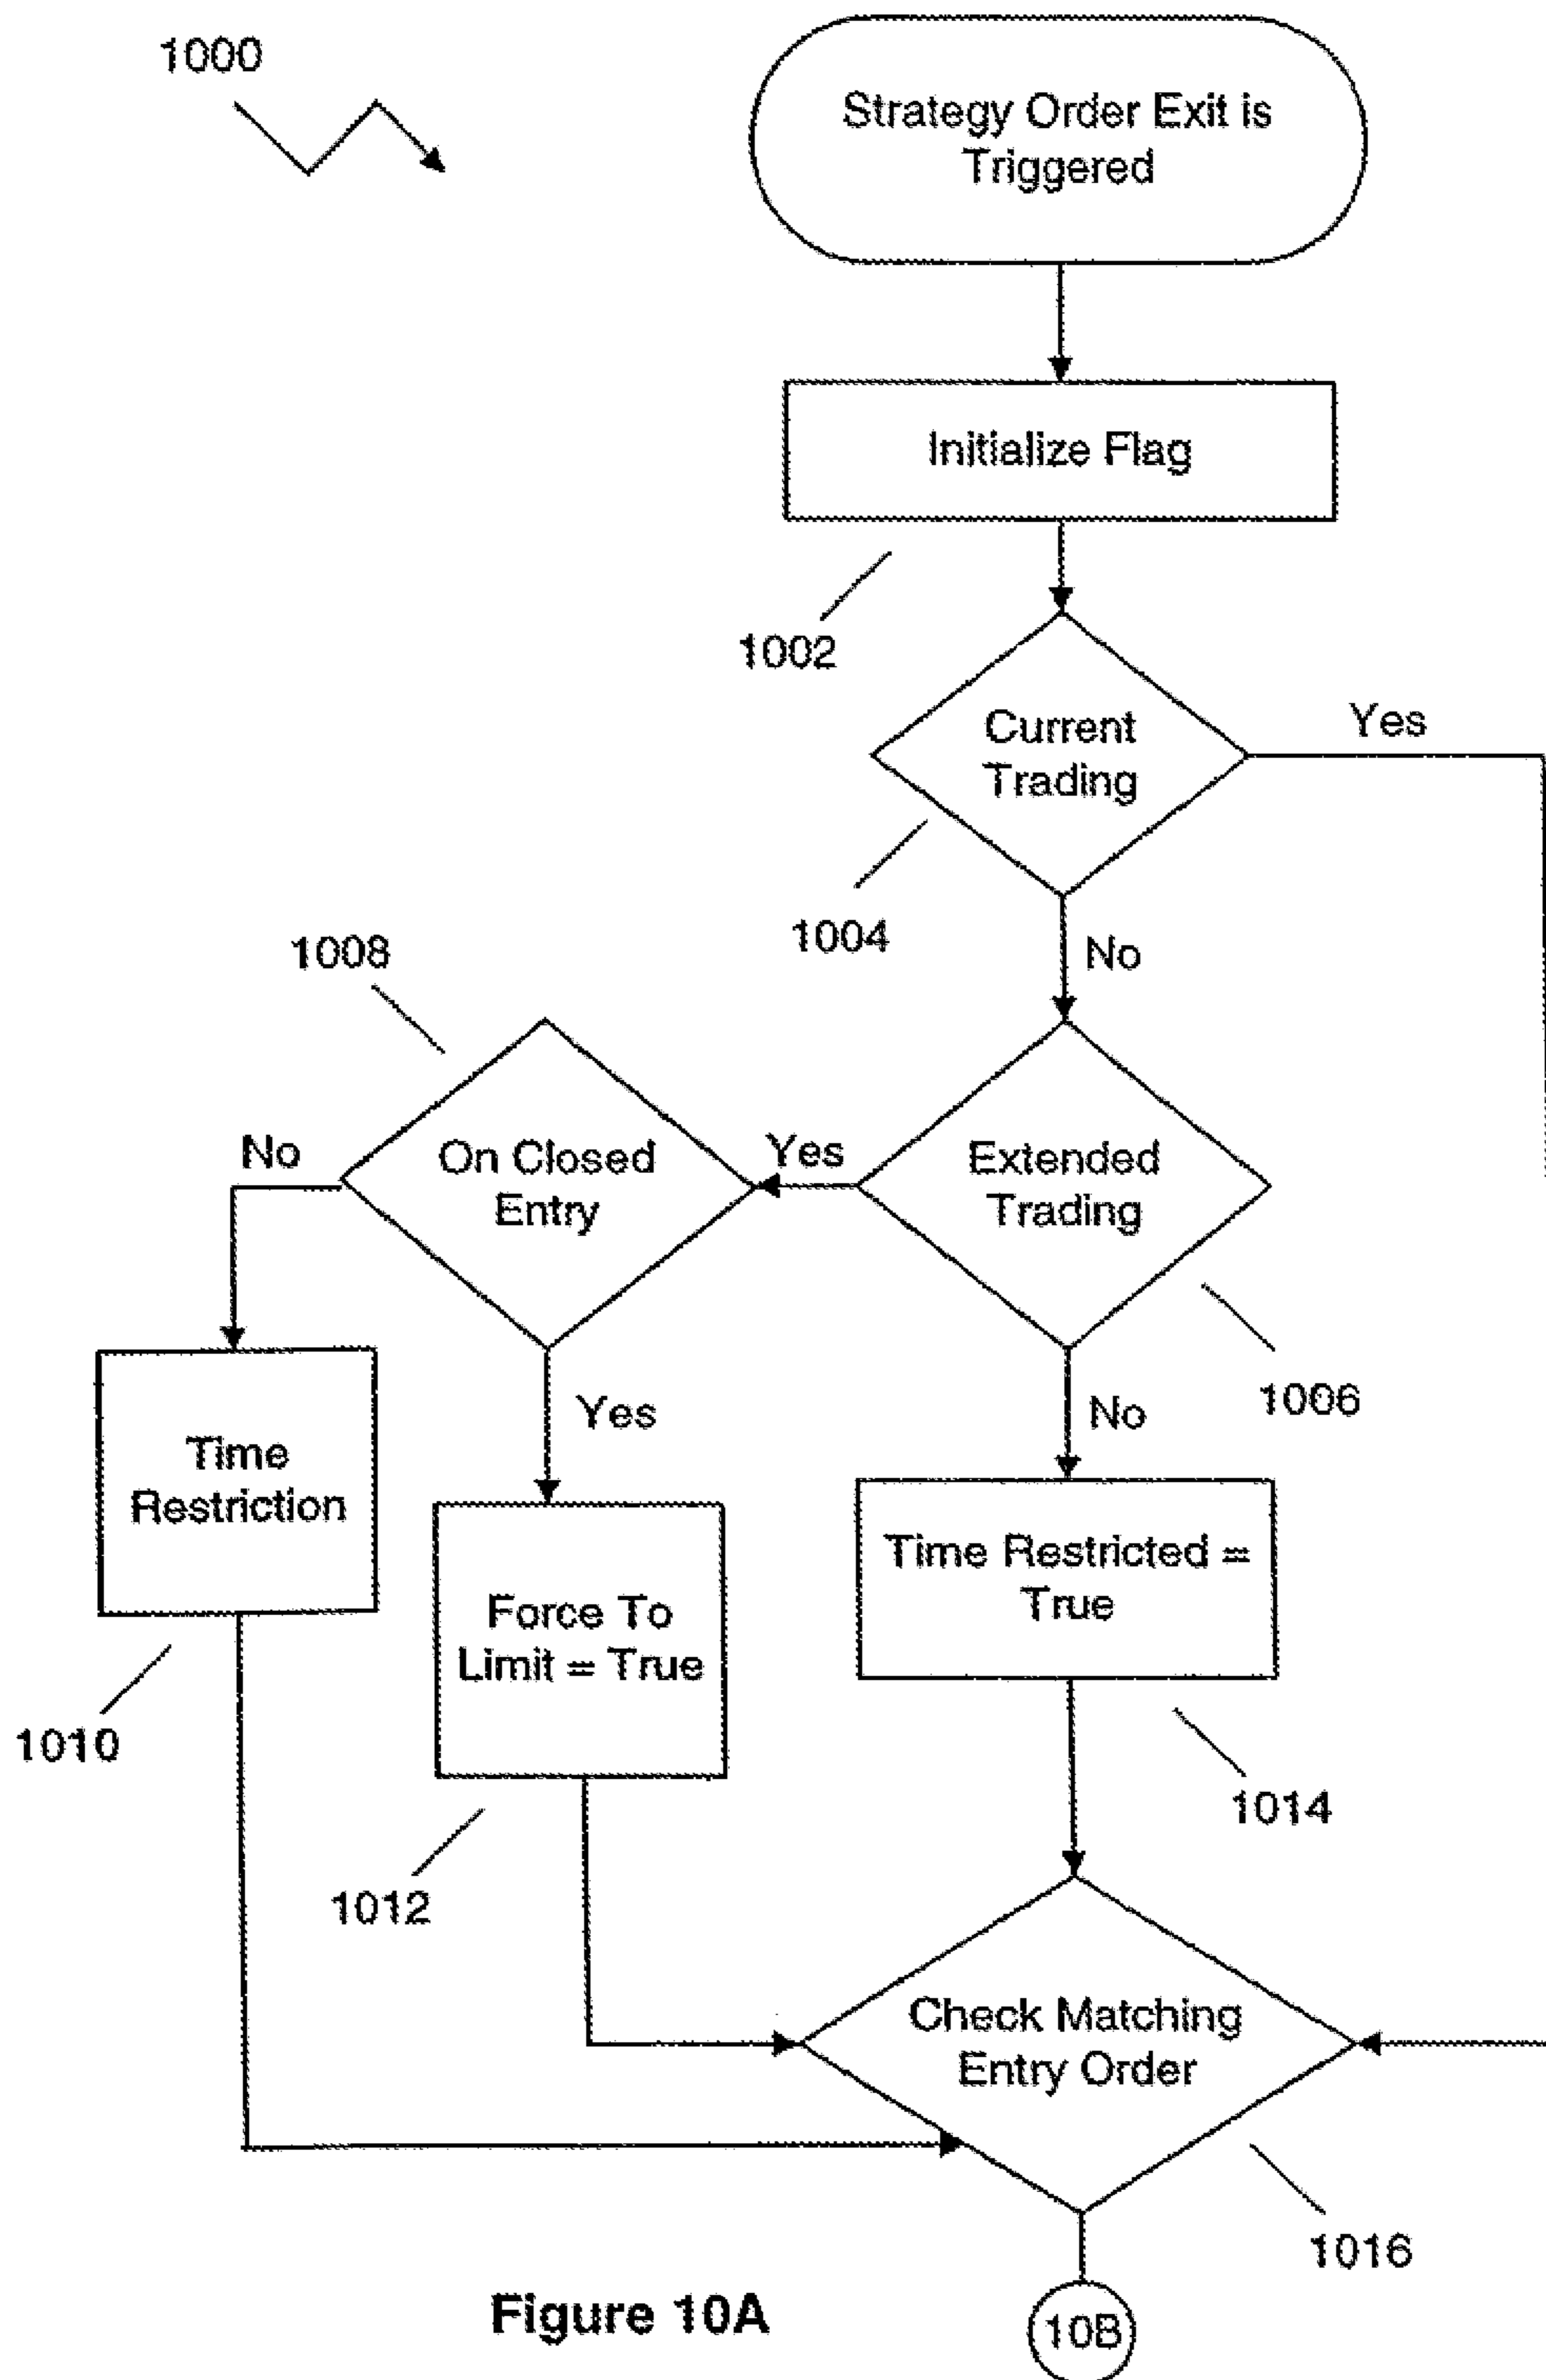 1000
Strategy Order Exit is
Triggered
Initialize Flag
1002
Current
Trading
Yes
1004
No
1008
On Closed
Entry
No
Yes
Extended
Trading
1006
Yes
No
Time
Restriction
Force To
Limit = True
Time Restricted =
True
1010
1012
1014
Check Matching
Entry Order
1016
Figure 10A
10B